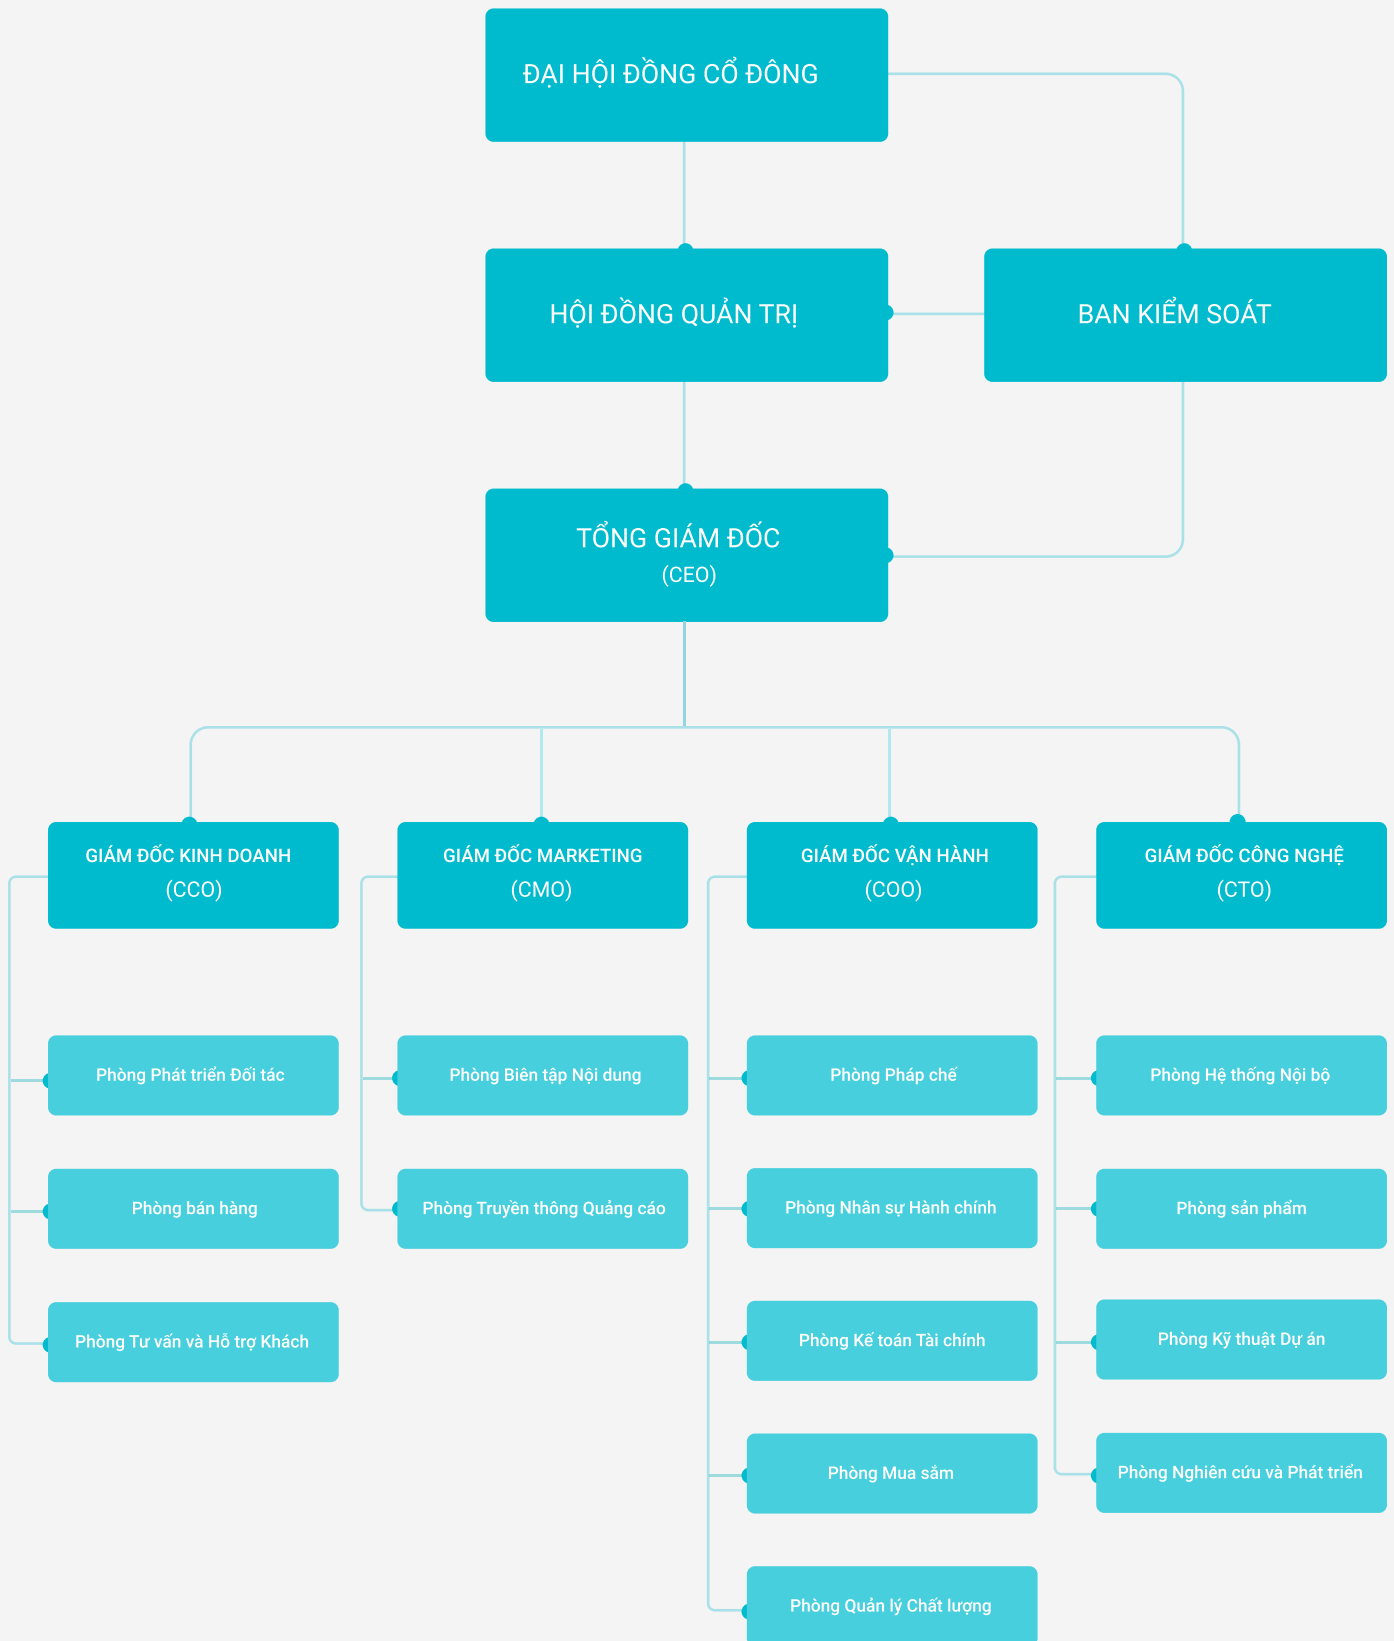 ĐẠI HỘI ĐỒNG CỔ ĐÔNG
HỘI ĐỒNG QUẢN TRỊ
BAN KIỂM SOÁT
TỔNG GIÁM ĐỐC
(CEO)
GIÁM ĐỐC KINH DOANH
(CCO)
GIÁM ĐỐC MARKETING
(CMO)
GIÁM ĐỐC VẬN HÀNH
(COO)
GIÁM ĐỐC CÔNG NGHỆ
(CTO)
Phòng Phát triển Đối tác
Phòng Biên tập Nội dung
Phòng Pháp chế
Phòng Hệ thống Nội bộ
Phòng bán hàng
Phòng Truyền thông Quảng cáo
Phòng Nhân sự Hành chính
Phòng sản phẩm
Phòng Tư vấn và Hỗ trợ Khách
Phòng Kế toán Tài chính
Phòng Kỹ thuật Dự án
Phòng Mua sắm
Phòng Nghiên cứu và Phát triển
Phòng Quản lý Chất lượng